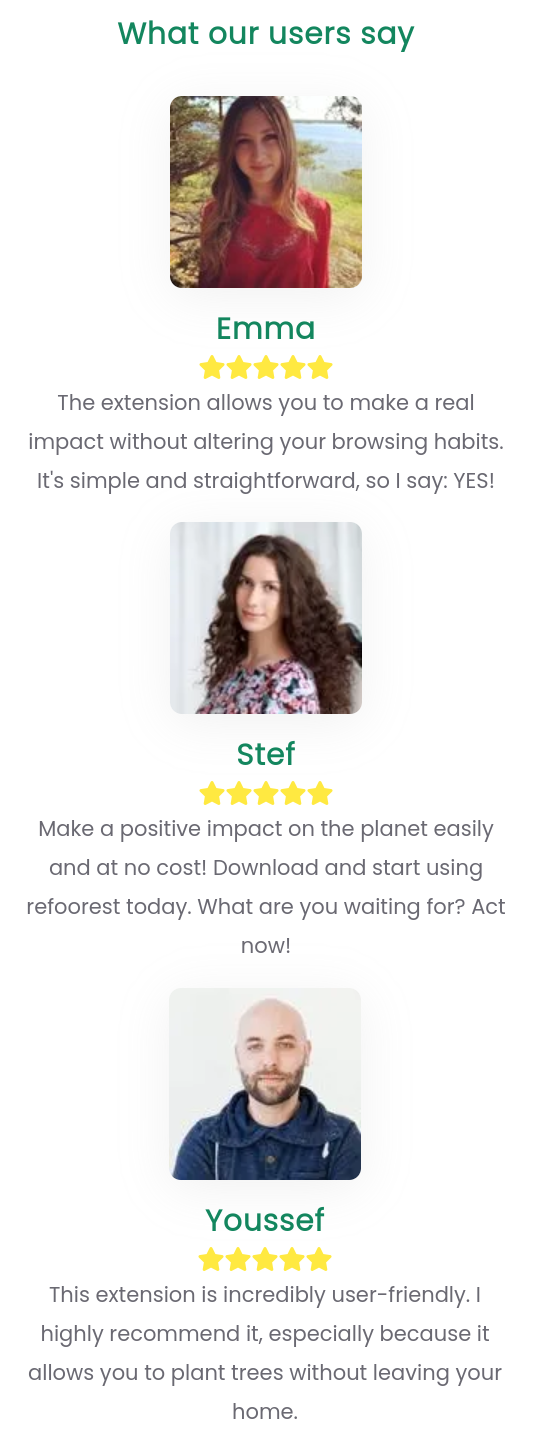 What our users say
Emma
The extension allows you to make a real
impact without altering your browsing habits.
It's simple and straightforward, so I say: YES!
Stef
Make a positive impact on the planet easily
and at no cost! Download and start using
refoorest today. What are you waiting for? Act
now!
Youssef
This extension is incredibly user-friendly. I
highly recommend it, especially because it
allows you to plant trees without leaving your
home.